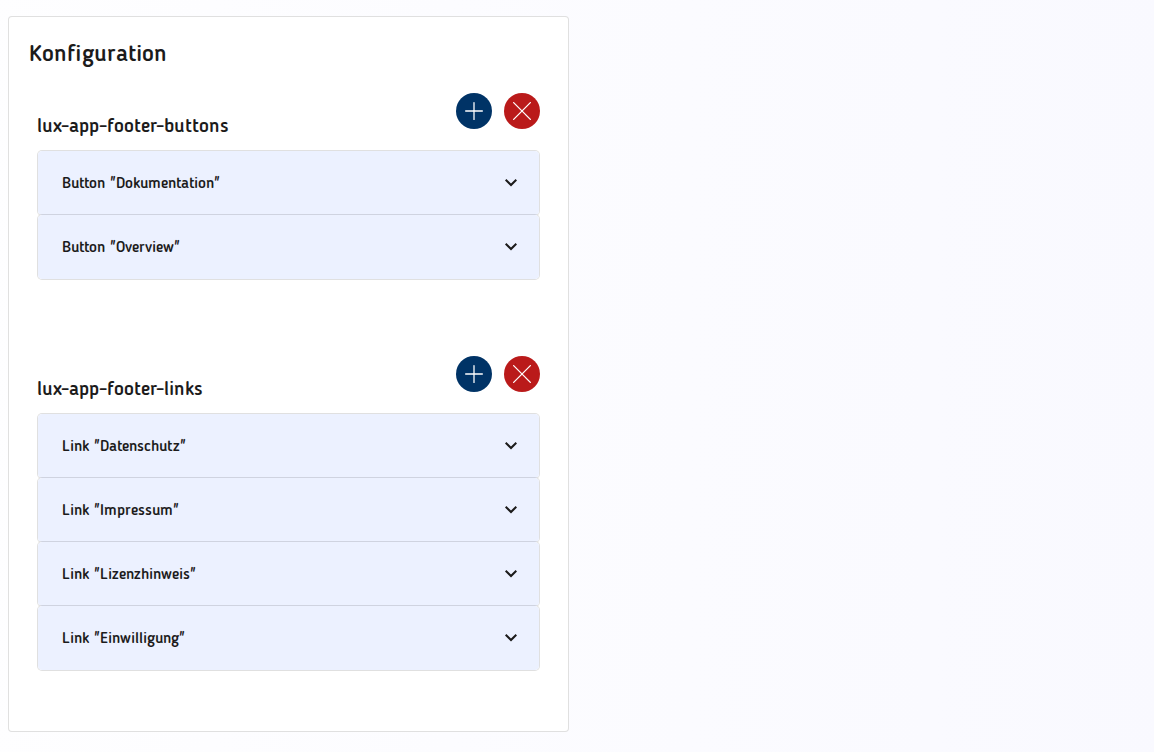 Konfiguration
lux-app-footer-buttons
Button "Dokumentation"
Button "Overview"
lux-app-footer-links
Link "Datenschutz"
Link "Impressum"
Link "Lizenzhinweis"
Link "Einwilligung"